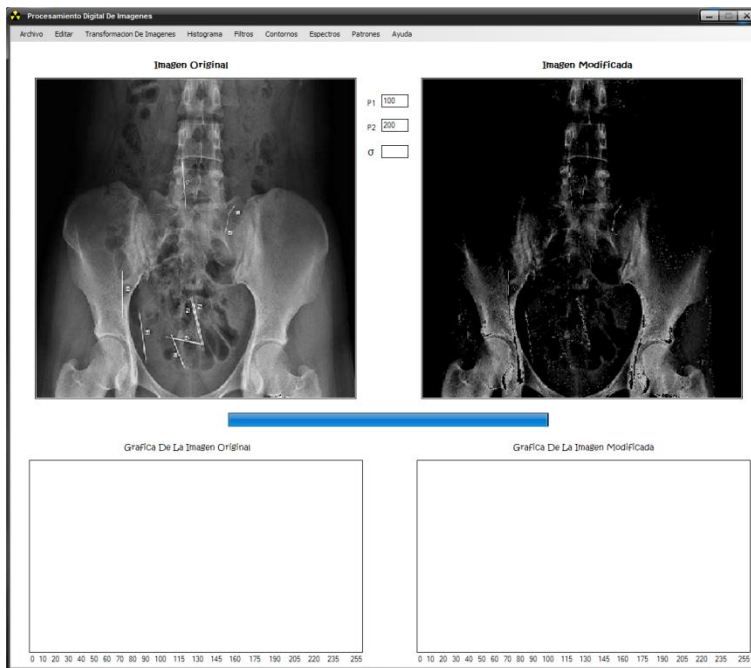 Procesamiento Digital De Imagenes
Archivo Editar Transformacion De Imagenes Histograma Filtros Contornos Espectros Patrones Ayuda
Imagen Original
Imagen Modificada
P1 100
P2 200
σ
Grafica De La Imagen Original
Grafica De La Imagen Modificada
0 10 20 30 40 50 60 70 80 90 100 115 130 145 160 175 190 205 220 235 255
0 10 20 30 40 50 60 70 80 90 100 115 130 145 160 175 190 205 220 235 255